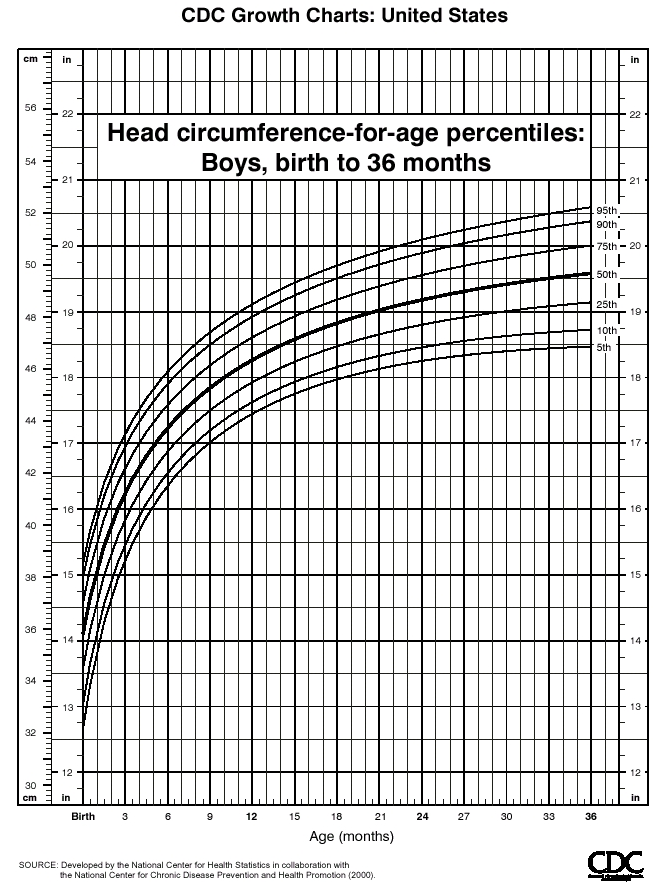 CDC Growth Charts: United States
cm in in
56
54
52
50
48
46
44
42
40
38
36
34
32
30
cm in in
22
21
20
19
18
17
16
15
14
13
12
Head circumference-for-age percentiles:
Boys, birth to 36 months
95th
90th
75th
50th
25th
10th
5th
22
21
20
19
18
17
16
15
14
13
12
Birth 3 6 9 12 15 18 21 24 27 30 33 36
Age (months)
SOURCE: Developed by the National Center for Health Statistics in collaboration with
the National Center for Chronic Disease Prevention and Health Promotion (2000).
CDC